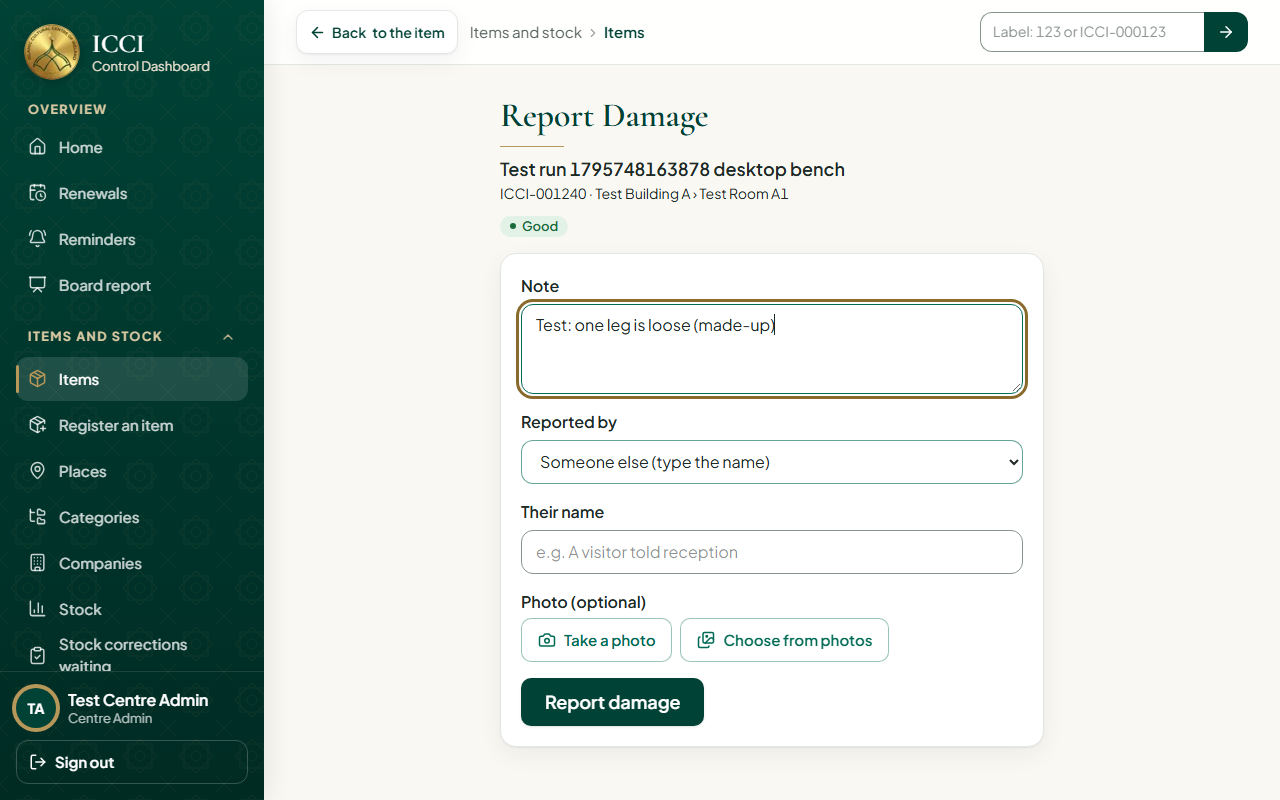 ICCI
Control Dashboard
OVERVIEW
Home
Renewals
Reminders
Board report
ITEMS AND STOCK
Items
Register an item
Places
Categories
Companies
Stock
Stock corrections
waiting
TA
Test Centre Admin
Centre Admin
Sign out
Back to the item
Items and stock › Items
Label: 123 or ICCI-000123
Report Damage
Test run 1795748163878 desktop bench
ICCI-001240 · Test Building A › Test Room A1
Good
Note
Test: one leg is loose (made-up)
Reported by
Someone else (type the name)
Their name
e.g. A visitor told reception
Photo (optional)
Take a photo
Choose from photos
Report damage